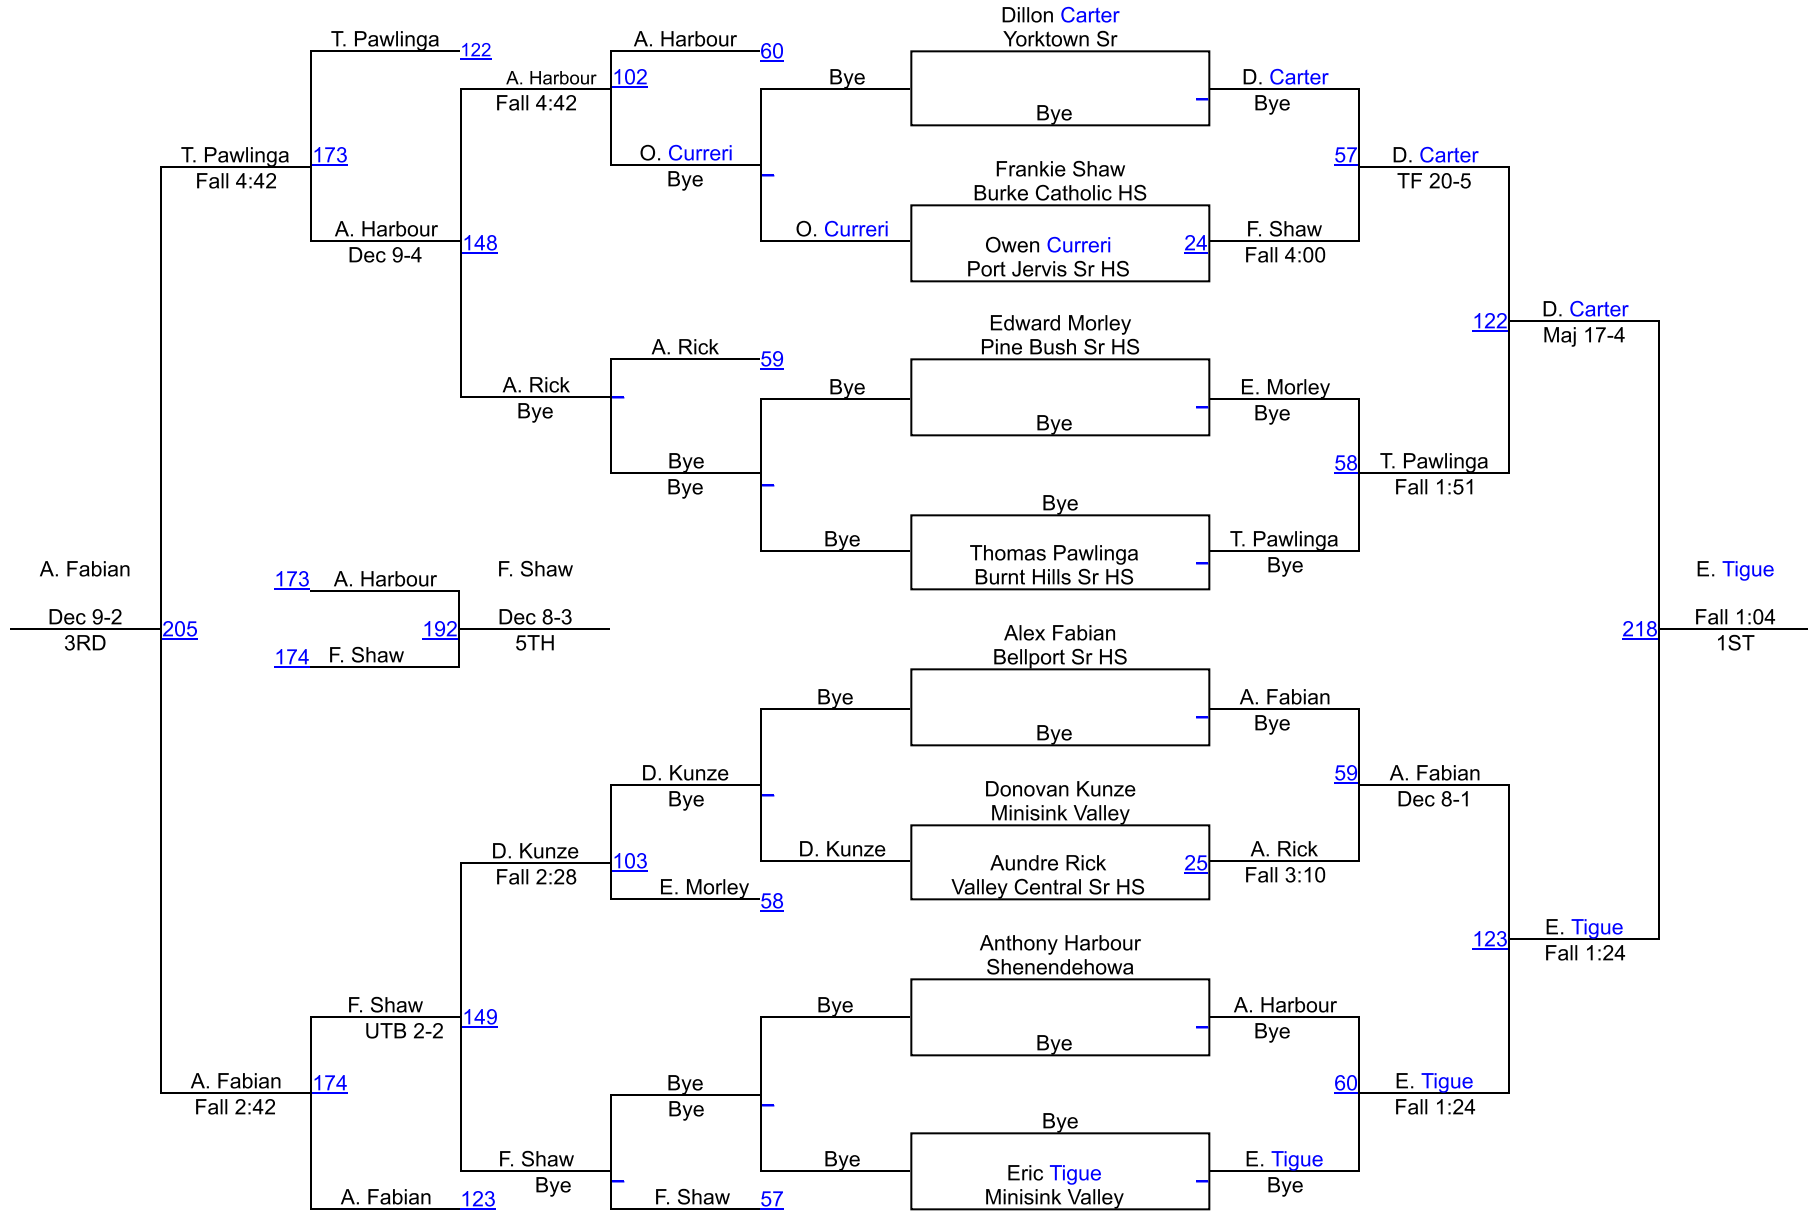 Dillon Carter
Yorktown Sr
T. Pawlinga
122
A. Harbour
60
A. Harbour
102
Fall 4:42
Bye
D. Carter
Bye
Bye
T. Pawlinga
173
Fall 4:42
O. Curreri
Bye
57
D. Carter
TF 20-5
Frankie Shaw
Burke Catholic HS
A. Harbour
148
Dec 9-4
O. Curreri
Owen Curreri
24
Port Jervis Sr HS
F. Shaw
Fall 4:00
D. Carter
122
Maj 17-4
Edward Morley
Pine Bush Sr HS
A. Rick
59
A. Rick
Bye
Bye
E. Morley
Bye
Bye
Bye
Bye
58
T. Pawlinga
Fall 1:51
Bye
Bye
Thomas Pawlinga
Burnt Hills Sr HS
T. Pawlinga
Bye
A. Fabian
173
A. Harbour
F. Shaw
E. Tigue
Dec 9-2
205
3RD
192
Dec 8-3
5TH
218
Fall 1:04
1ST
174
F. Shaw
Alex Fabian
Bellport Sr HS
Bye
A. Fabian
Bye
Bye
D. Kunze
Bye
59
A. Fabian
Dec 8-1
Donovan Kunze
Minisink Valley
D. Kunze
103
Fall 2:28
D. Kunze
Aundre Rick
25
Valley Central Sr HS
A. Rick
Fall 3:10
E. Morley
58
123
E. Tigue
Fall 1:24
Anthony Harbour
Shenendehowa
F. Shaw
149
UTB 2-2
Bye
A. Harbour
Bye
Bye
A. Fabian
174
Fall 2:42
Bye
Bye
60
E. Tigue
Fall 1:24
Bye
F. Shaw
Bye
Bye
Eric Tigue
Minisink Valley
E. Tigue
Bye
A. Fabian
123
F. Shaw
57